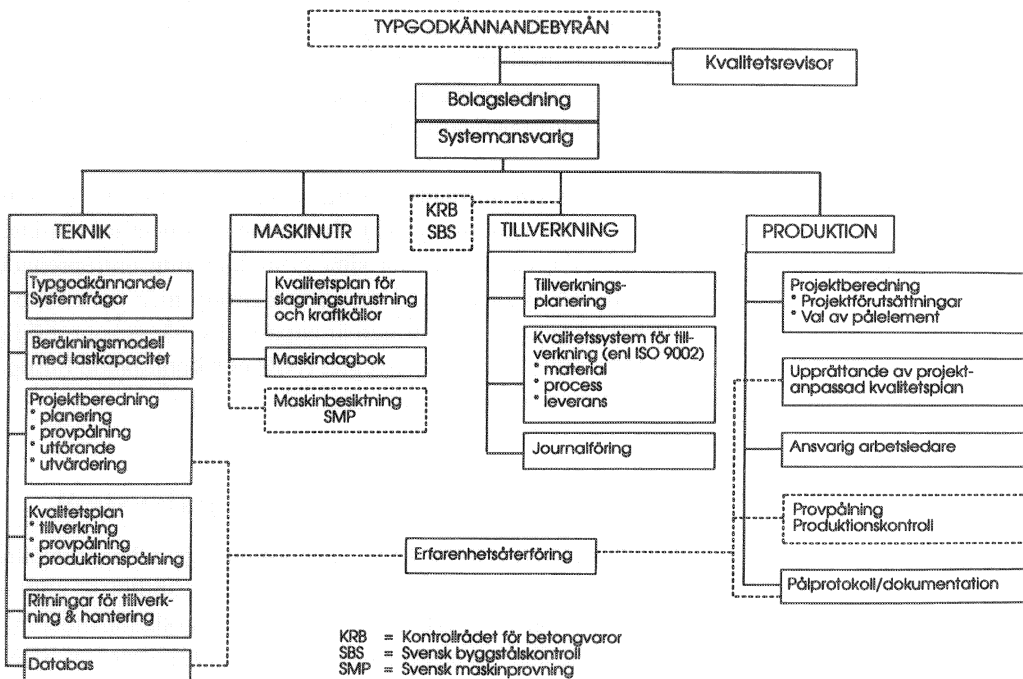 TYPGODKÄNNANDEBYRÅN
Kvalitetsrevisor
Bolagsledning
Systemansvarig
KRB
SBS
TEKNIK
MASKINUTR
TILLVERKNING
PRODUKTION
Typgodkännande/
Systemfrågor
Beräkningsmodell
med lastkapacitet
Projektberedning
° planering
° provpålning
° utförande
° utvärdering
Kvalitetsplan
° tillverkning
° provpålning
° produktionspålning
Ritningar för tillverk-
ning & hantering
Databas
Kvalitetsplan för
slagningsutrustning
och kraftkällor
Maskindagbok
Maskinbesiktning
SMP
Tillverknings-
planering
Kvalitetssystem för till-
verkning (enl ISO 9002)
° material
° process
° leverans
Journalföring
Projektberedning
° Projektförutsättningar
° Val av pålelement
Upprättande av projekt-
anpassad kvalitetsplan
Ansvarig arbetsledare
Provpålning
Produktionskontroll
Pålprotokoll/dokumentation
Erfarenhetsåterföring
KRB = Kontrollrådet för betongvaror
SBS = Svensk byggstålskontroll
SMP = Svensk maskinprovning